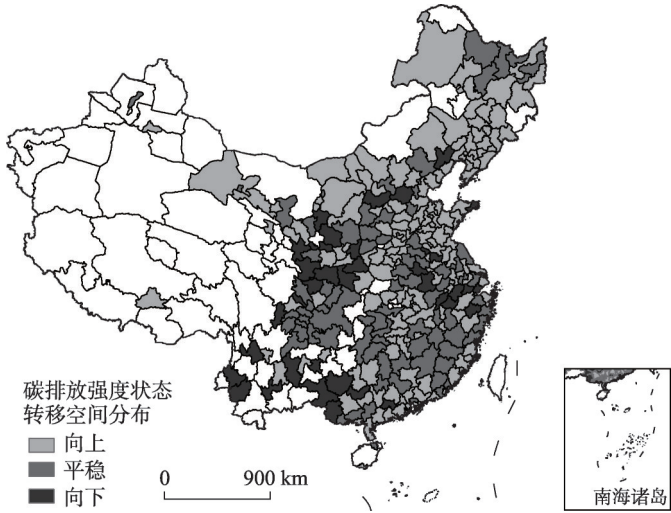 碳排放强度状态
转移空间分布
向上
平稳
向下
0 900 km
南海诸岛